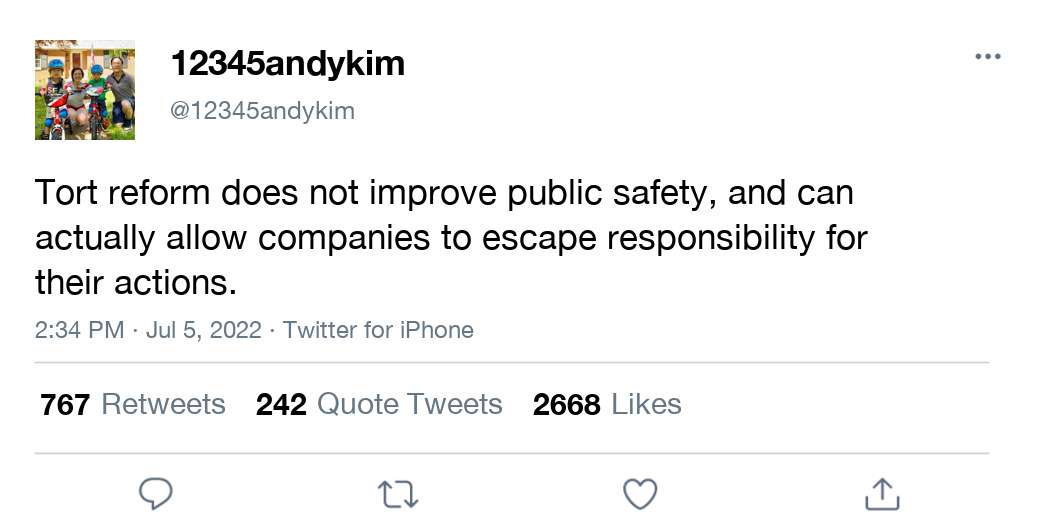 12345andykim
@12345andykim
Tort reform does not improve public safety, and can
actually allow companies to escape responsibility for
their actions.
2:34 PM · Jul 5, 2022 · Twitter for iPhone
767 Retweets 242 Quote Tweets 2668 Likes